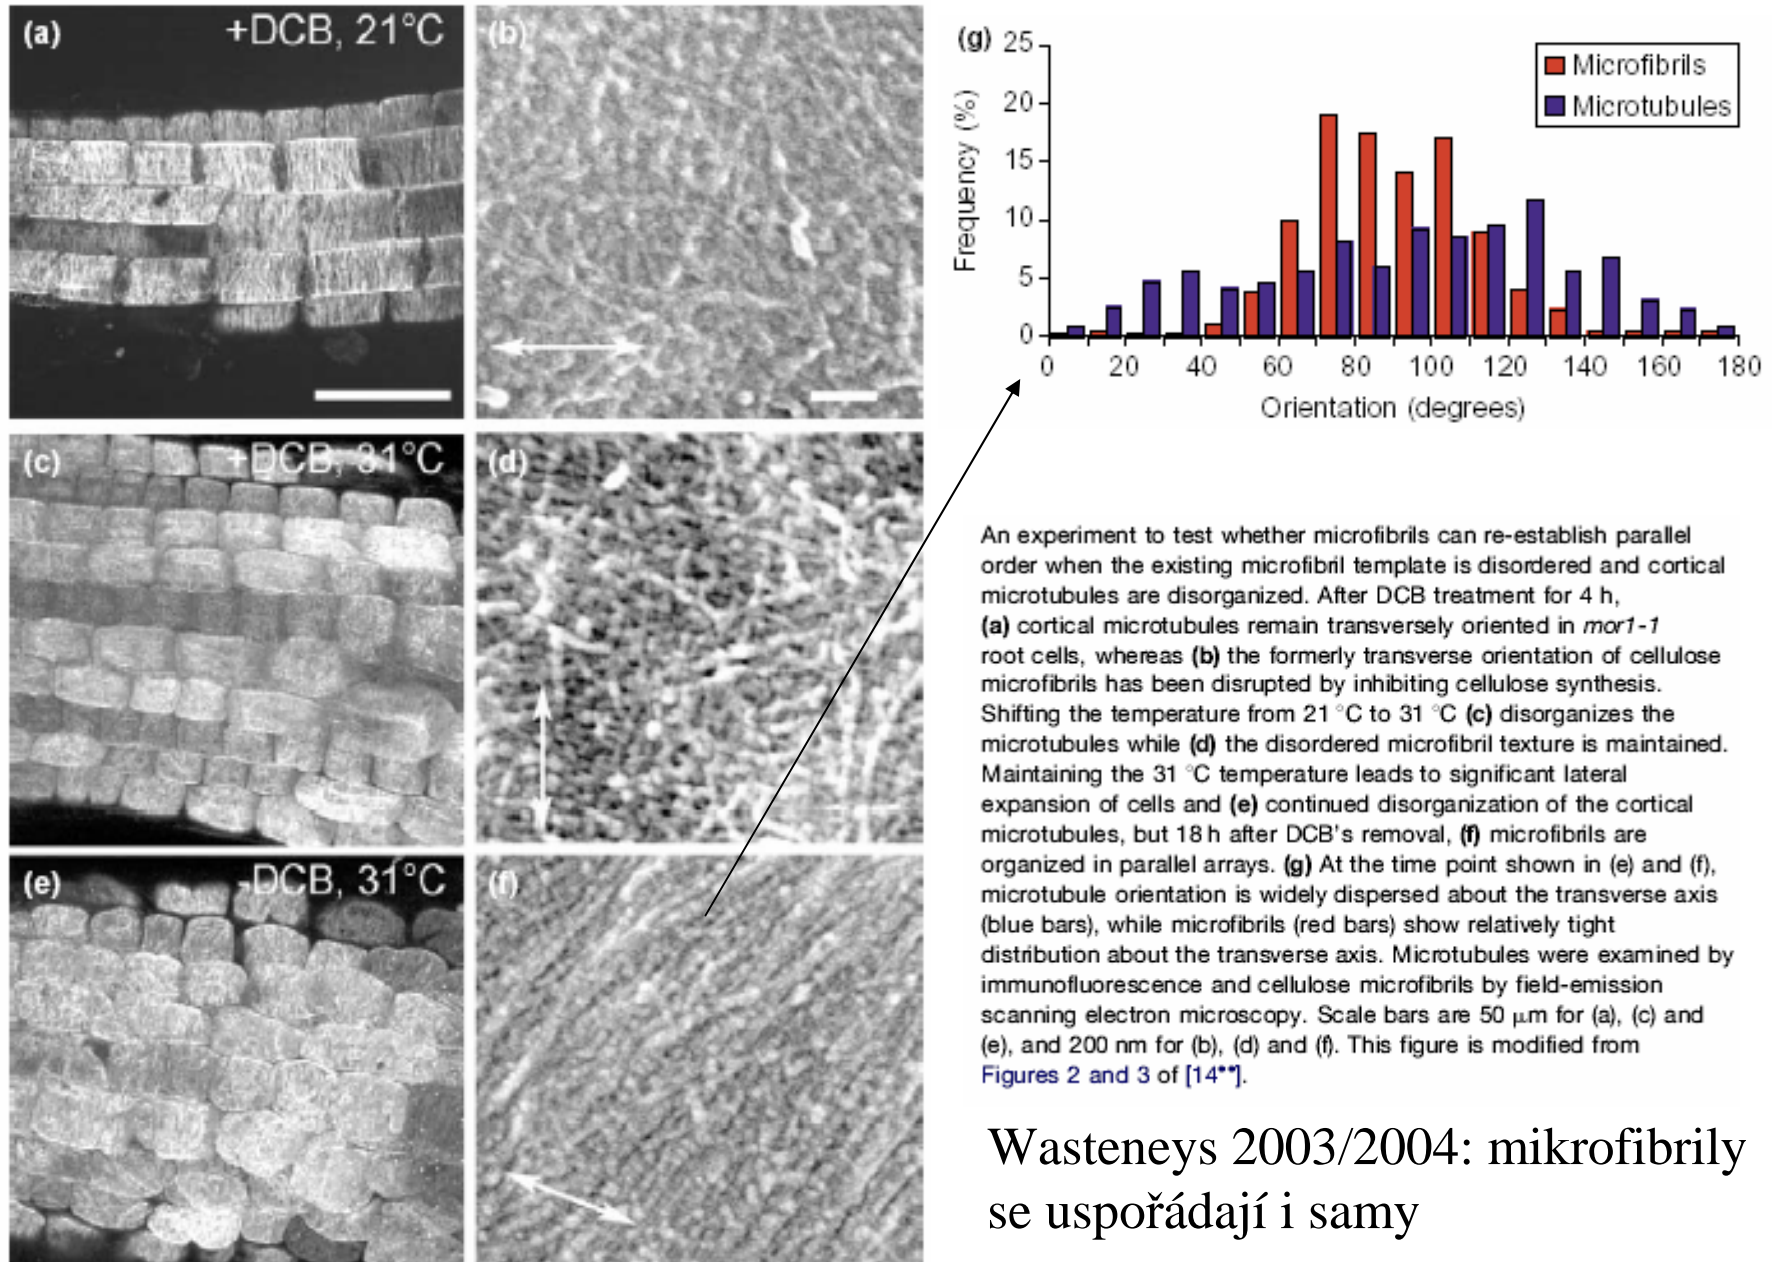 (a) +DCB, 21°C
(b)
(c) +DCB, 31°C
(d)
(e) -DCB, 31°C
(f)
(g)
Frequency (%)
25
20
15
10
5
0
Microfibrils
Microtubules
0 20 40 60 80 100 120 140 160 180
Orientation (degrees)
An experiment to test whether microfibrils can re-establish parallel
order when the existing microfibril template is disordered and cortical
microtubules are disorganized. After DCB treatment for 4 h,
(a) cortical microtubules remain transversely oriented in mor1-1
root cells, whereas (b) the formerly transverse orientation of cellulose
microfibrils has been disrupted by inhibiting cellulose synthesis.
Shifting the temperature from 21 °C to 31 °C (c) disorganizes the
microtubules while (d) the disordered microfibril texture is maintained.
Maintaining the 31 °C temperature leads to significant lateral
expansion of cells and (e) continued disorganization of the cortical
microtubules, but 18 h after DCB's removal, (f) microfibrils are
organized in parallel arrays. (g) At the time point shown in (e) and (f),
microtubule orientation is widely dispersed about the transverse axis
(blue bars), while microfibrils (red bars) show relatively tight
distribution about the transverse axis. Microtubules were examined by
immunofluorescence and cellulose microfibrils by field-emission
scanning electron microscopy. Scale bars are 50 μm for (a), (c) and
(e), and 200 nm for (b), (d) and (f). This figure is modified from
Figures 2 and 3 of [14••].
Wasteneys 2003/2004: mikrofibrily
se uspořádají i samy